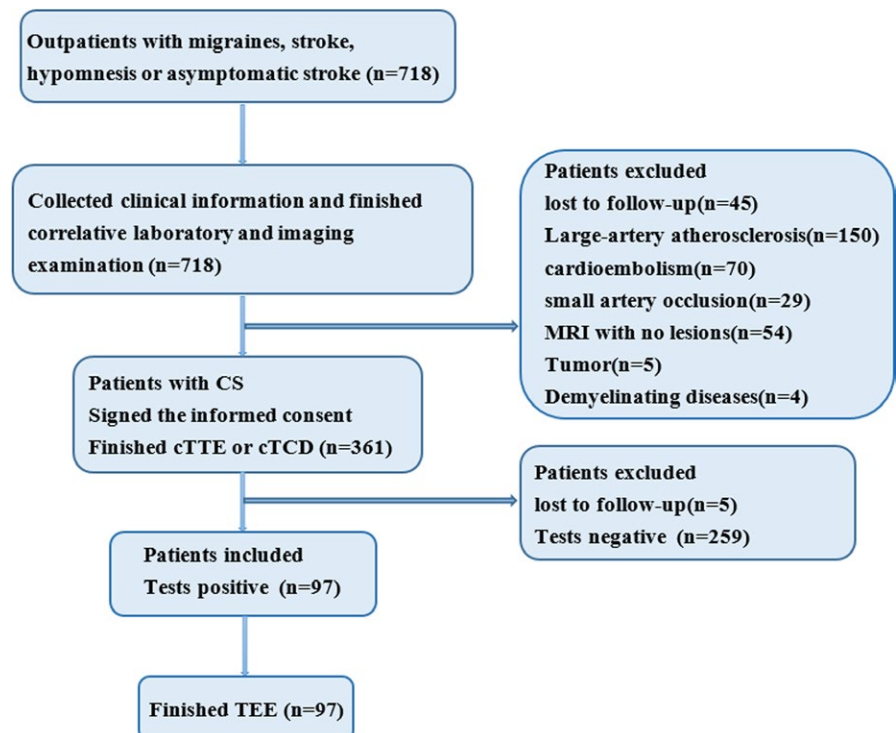 Outpatients with migraines, stroke,
hypomnesis or asymptomatic stroke (n=718)
Collected clinical information and finished
correlative laboratory and imaging
examination (n=718)
Patients excluded
lost to follow-up(n=45)
Large-artery atherosclerosis(n=150)
cardioembolism(n=70)
small artery occlusion(n=29)
MRI with no lesions(n=54)
Tumor(n=5)
Demyelinating diseases(n=4)
Patients with CS
Signed the informed consent
Finished cTTE or cTCD (n=361)
Patients excluded
lost to follow-up(n=5)
Tests negative (n=259)
Patients included
Tests positive (n=97)
Finished TEE (n=97)